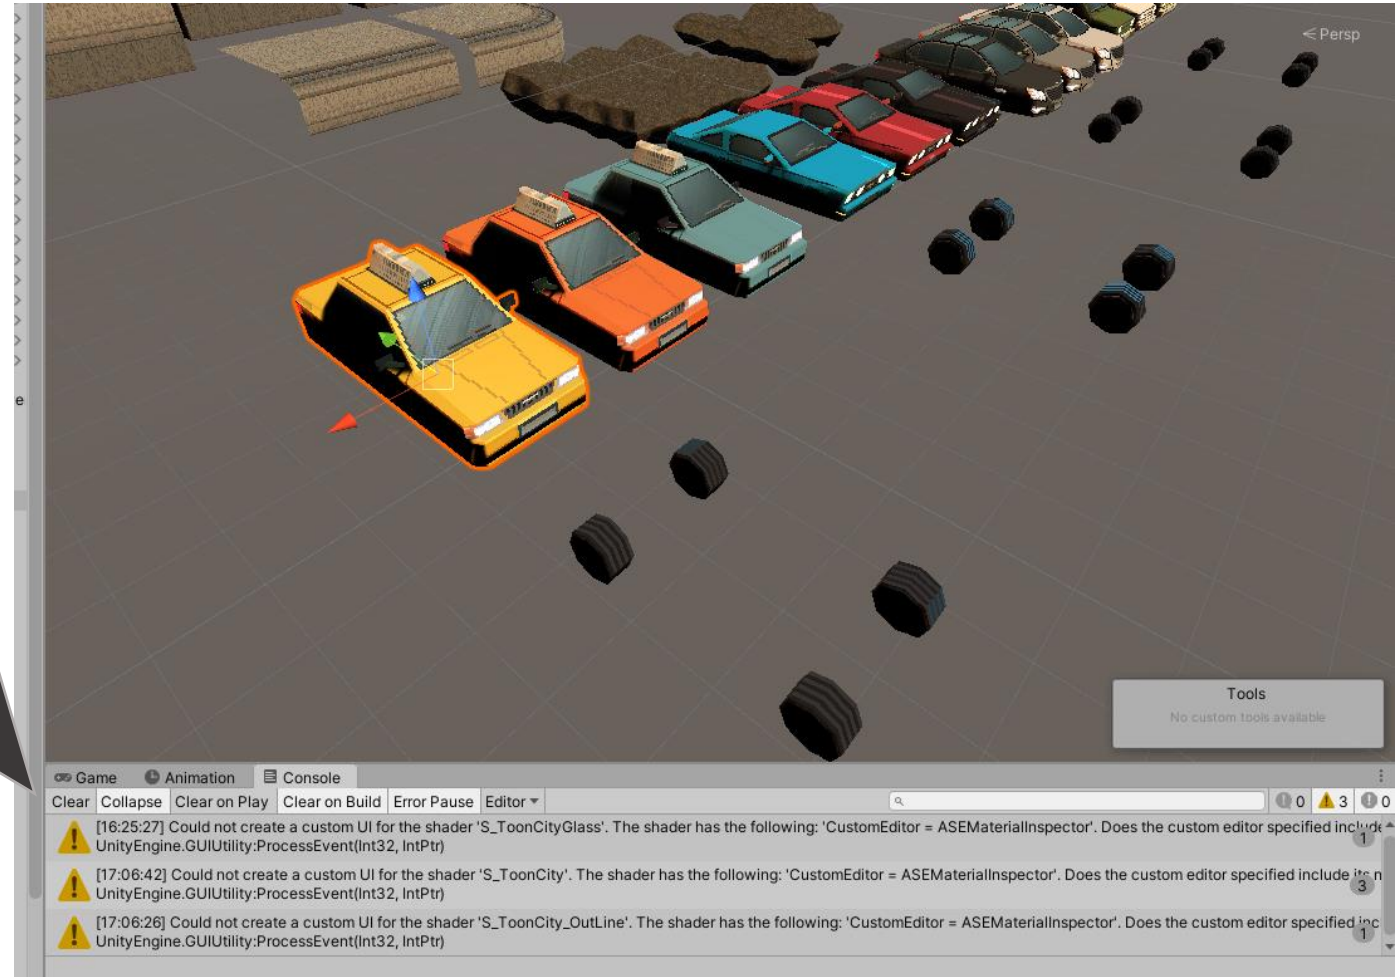 Persp
Tools
No custom tools available
Game Animation Console
Clear Collapse Clear on Play Clear on Build Error Pause Editor 0 3 0
[16:25:27] Could not create a custom UI for the shader 'S_ToonCityGlass'. The shader has the following: 'CustomEditor = ASEMaterialInspector'. Does the custom editor specified include
UnityEngine.GUIUtility:ProcessEvent(Int32, IntPtr)
1
[17:06:42] Could not create a custom UI for the shader 'S_ToonCity'. The shader has the following: 'CustomEditor = ASEMaterialInspector'. Does the custom editor specified include its n
UnityEngine.GUIUtility:ProcessEvent(Int32, IntPtr)
3
[17:06:26] Could not create a custom UI for the shader 'S_ToonCity_OutLine'. The shader has the following: 'CustomEditor = ASEMaterialInspector'. Does the custom editor specified inc
UnityEngine.GUIUtility:ProcessEvent(Int32, IntPtr)
1
e